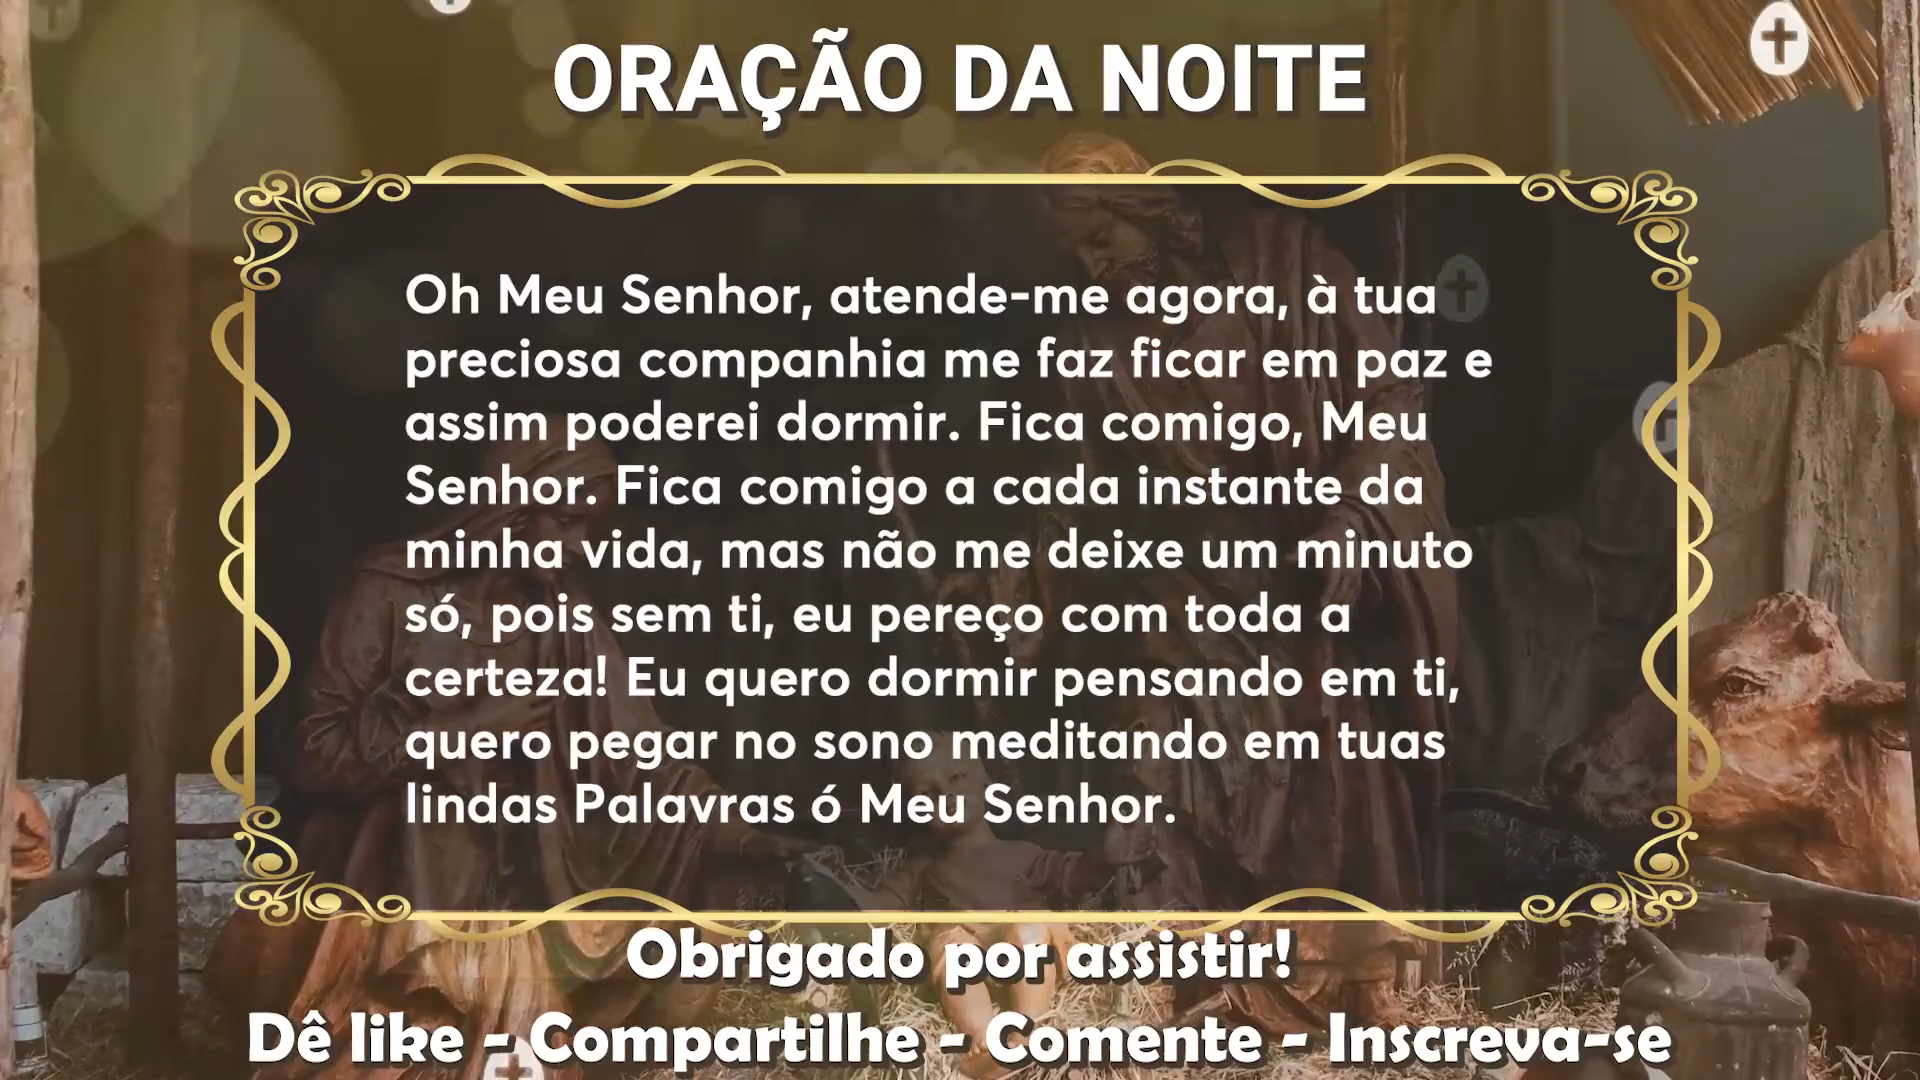 ORAÇÃO DA NOITE
Oh Meu Senhor, atende-me agora, à tua
preciosa companhia me faz ficar em paz e
assim poderei dormir. Fica comigo, Meu
Senhor. Fica comigo a cada instante da
minha vida, mas não me deixe um minuto
só, pois sem ti, eu pereço com toda a
certeza! Eu quero dormir pensando em ti,
quero pegar no sono meditando em tuas
lindas Palavras ó Meu Senhor.
Obrigado por assistir!
Dê like - Compartilhe - Comente - Inscreva-se